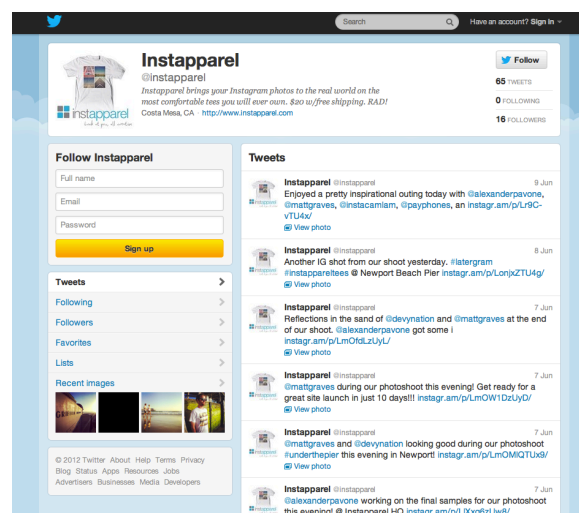 Search
Have an account? Sign in
Instapparel
@instapparel
Instapparel brings your Instagram photos to the real world on the
most comfortable tees you will ever own. $20 w/free shipping. RAD!
Costa Mesa, CA · http://www.instapparel.com
instapparel
Follow
65 TWEETS
0 FOLLOWING
16 FOLLOWERS
Follow Instapparel
Full name
Email
Password
Sign up
Tweets
Following
Followers
Favorites
Lists
Recent images
© 2012 Twitter About Help Terms Privacy
Blog Status Apps Resources Jobs
Advertisers Businesses Media Developers
Tweets
Instapparel @instapparel 9 Jun
Enjoyed a pretty inspirational outing today with @alexanderpavone,
@mattgraves, @instacamlam, @payphones, an instagr.am/p/Lr9C-
vTU4x/
View photo
Instapparel @instapparel 8 Jun
Another IG shot from our shoot yesterday. #latergram
#instappareltees @ Newport Beach Pier instagr.am/p/LonjxZTU4g/
View photo
Instapparel @instapparel 7 Jun
Reflections in the sand of @devynation and @mattgraves at the end
of our shoot. @alexanderpavone got some i
instagr.am/p/LmOfdLzUyL/
View photo
Instapparel @instapparel 7 Jun
@mattgraves during our photoshoot this evening! Get ready for a
great site launch in just 10 days!!! instagr.am/p/LmOW1DzUyD/
View photo
Instapparel @instapparel 7 Jun
@mattgraves and @devynation looking good during our photoshoot
#underthepier this evening in Newport! instagr.am/p/LmOMIQTUx9/
View photo
Instapparel @instapparel 7 Jun
@alexanderpavone working on the final samples for our photoshoot
this evening! @ Instapparel HQ instagr.am/p/LlXxg6zUw8/